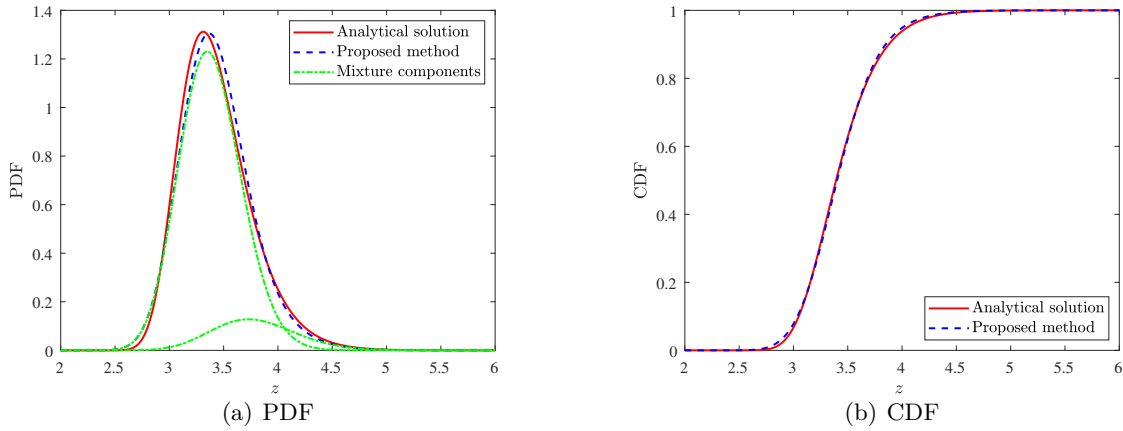 1.4
1.2
1
0.8
0.6
0.4
0.2
0
PDF
Analytical solution
Proposed method
Mixture components
2 2.5 3 3.5 4 4.5 5 5.5 6
z
(a) PDF
1
0.8
0.6
0.4
0.2
0
CDF
Analytical solution
Proposed method
2 2.5 3 3.5 4 4.5 5 5.5 6
z
(b) CDF